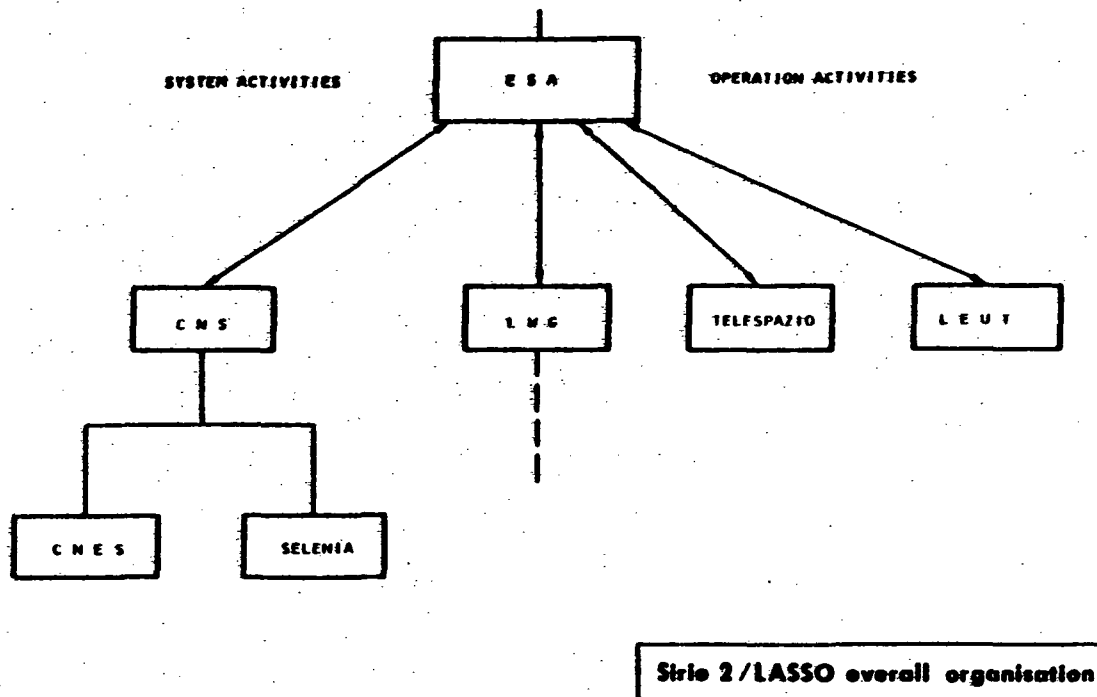 SYSTEM ACTIVITIES
E S A
OPERATION ACTIVITIES
C N S
TELESPAZIO
L E U T
C N E S
SELENIA
Sirio 2/LASSO overall organisation